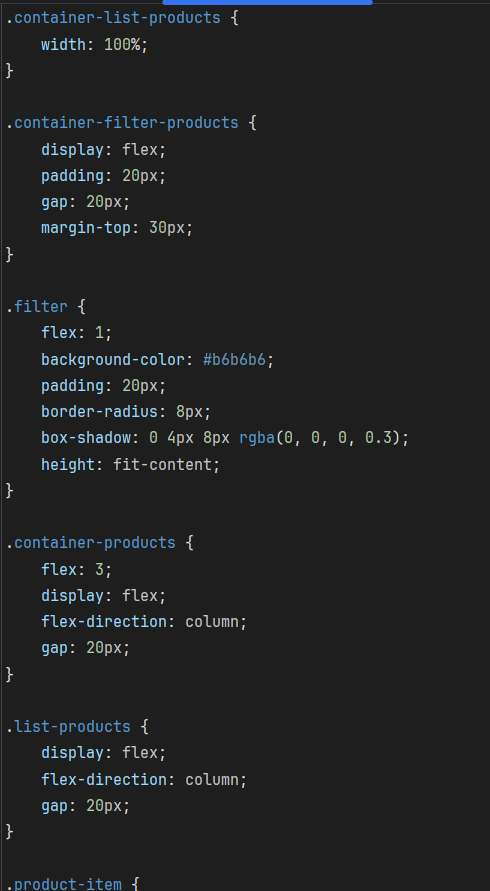 .container-list-products {
    width: 100%;
}

.container-filter-products {
    display: flex;
    padding: 20px;
    gap: 20px;
    margin-top: 30px;
}

.filter {
    flex: 1;
    background-color: #b6b6b6;
    padding: 20px;
    border-radius: 8px;
    box-shadow: 0 4px 8px rgba(0, 0, 0, 0.3);
    height: fit-content;
}

.container-products {
    flex: 3;
    display: flex;
    flex-direction: column;
    gap: 20px;
}

.list-products {
    display: flex;
    flex-direction: column;
    gap: 20px;
}

.product-item {